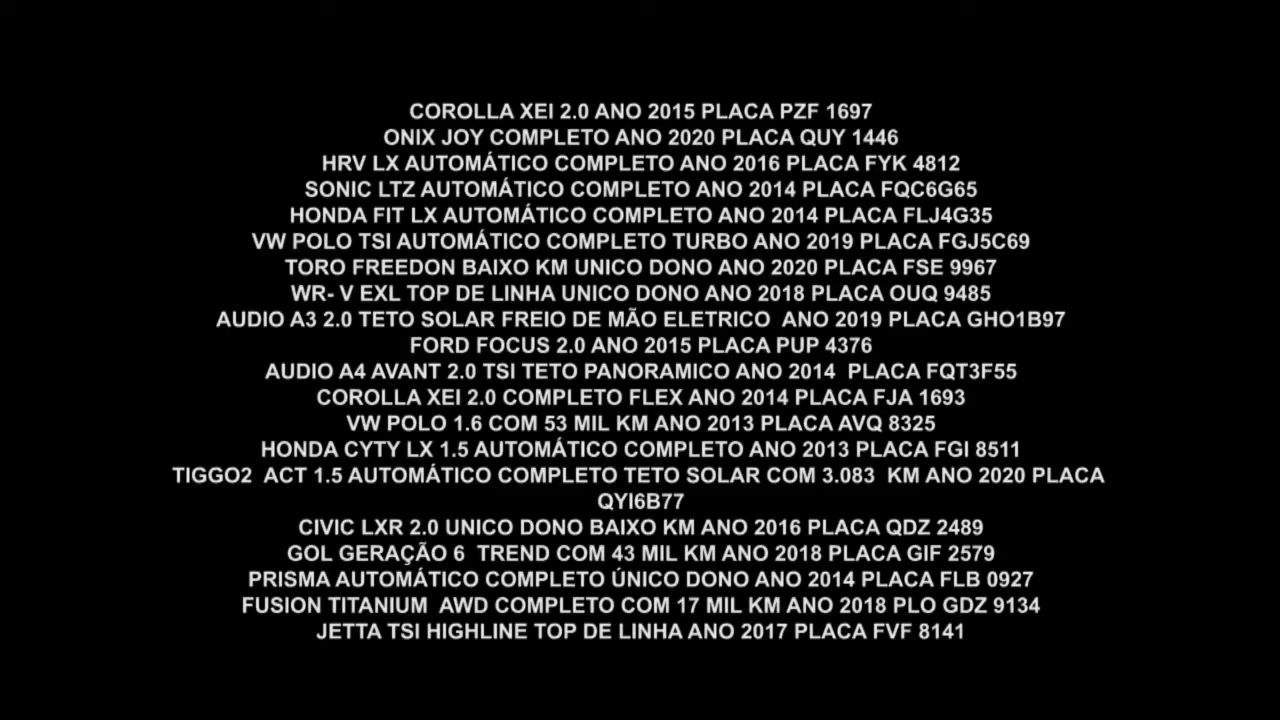 COROLLA XEI 2.0 ANO 2015 PLACA PZF 1697
ONIX JOY COMPLETO ANO 2020 PLACA QUY 1446
HRV LX AUTOMÁTICO COMPLETO ANO 2016 PLACA FYK 4812
SONIC LTZ AUTOMÁTICO COMPLETO ANO 2014 PLACA FQC6G65
HONDA FIT LX AUTOMÁTICO COMPLETO ANO 2014 PLACA FLJ4G35
VW POLO TSI AUTOMÁTICO COMPLETO TURBO ANO 2019 PLACA FGJ5C69
TORO FREEDON BAIXO KM UNICO DONO ANO 2020 PLACA FSE 9967
WR- V EXL TOP DE LINHA UNICO DONO ANO 2018 PLACA OUQ 9485
AUDIO A3 2.0 TETO SOLAR FREIO DE MÃO ELETRICO  ANO 2019 PLACA GHO1B97
FORD FOCUS 2.0 ANO 2015 PLACA PUP 4376
AUDIO A4 AVANT 2.0 TSI TETO PANORAMICO ANO 2014  PLACA FQT3F55
COROLLA XEI 2.0 COMPLETO FLEX ANO 2014 PLACA FJA 1693
VW POLO 1.6 COM 53 MIL KM ANO 2013 PLACA AVQ 8325
HONDA CYTY LX 1.5 AUTOMÁTICO COMPLETO ANO 2013 PLACA FGI 8511
TIGGO2  ACT 1.5 AUTOMÁTICO COMPLETO TETO SOLAR COM 3.083  KM ANO 2020 PLACA
QYI6B77
CIVIC LXR 2.0 UNICO DONO BAIXO KM ANO 2016 PLACA QDZ 2489
GOL GERAÇÃO 6  TREND COM 43 MIL KM ANO 2018 PLACA GIF 2579
PRISMA AUTOMÁTICO COMPLETO ÚNICO DONO ANO 2014 PLACA FLB 0927
FUSION TITANIUM  AWD COMPLETO COM 17 MIL KM ANO 2018 PLO GDZ 9134
JETTA TSI HIGHLINE TOP DE LINHA ANO 2017 PLACA FVF 8141